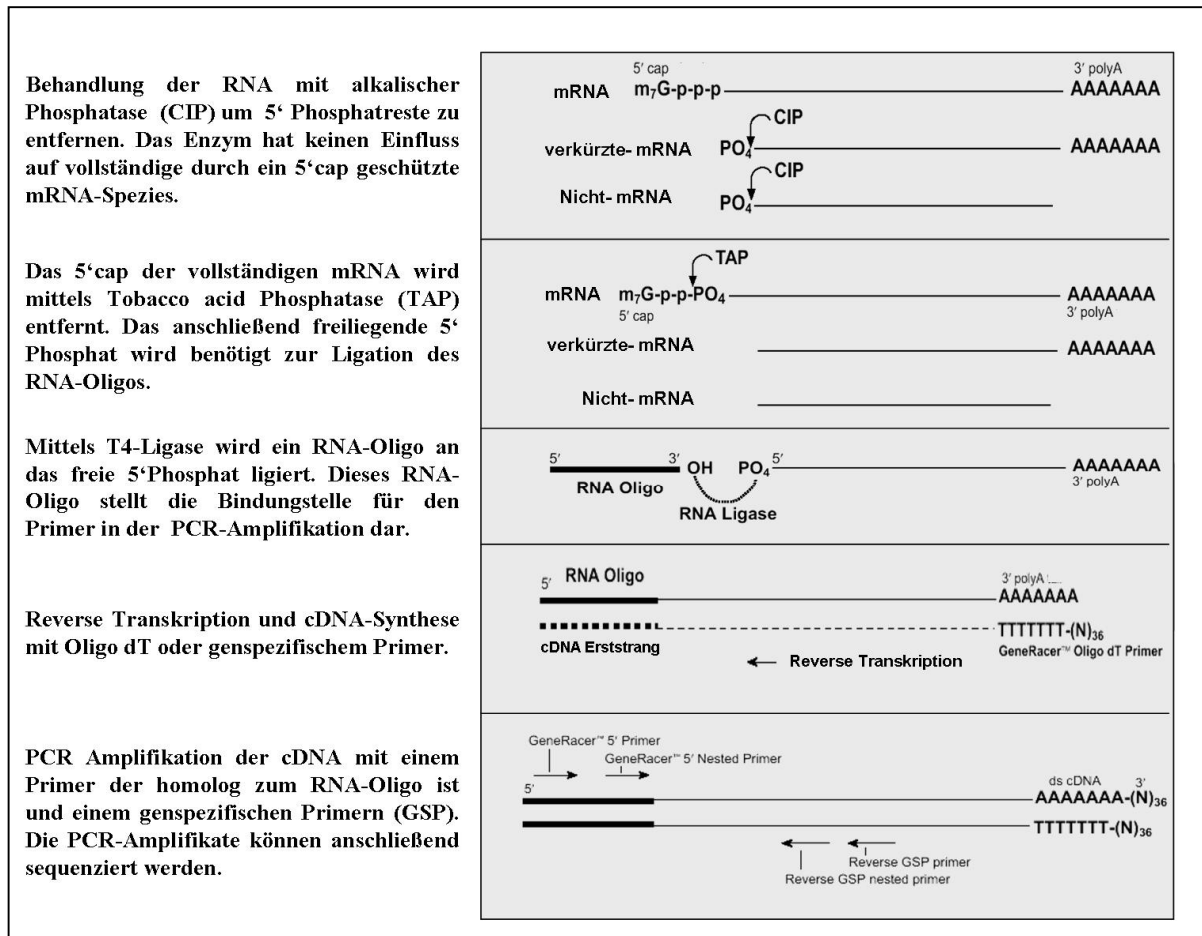 Behandlung der RNA mit alkalischer
Phosphatase (CIP) um 5‘ Phosphatreste zu
entfernen. Das Enzym hat keinen Einfluss
auf vollständige durch ein 5‘cap geschützte
mRNA-Spezies.
5′ cap
3′ polyA
mRNA
m₇G-p-p-p
AAAAAAA
CIP
verkürzte- mRNA
PO₄
AAAAAAA
CIP
Nicht- mRNA
PO₄
Das 5‘cap der vollständigen mRNA wird
mittels Tobacco acid Phosphatase (TAP)
entfernt. Das anschließend freiliegende 5‘
Phosphat wird benötigt zur Ligation des
RNA-Oligos.
TAP
mRNA
m₇G-p-p-PO₄
AAAAAAA
5′ cap
3′ polyA
verkürzte- mRNA
AAAAAAA
Nicht- mRNA
Mittels T4-Ligase wird ein RNA-Oligo an
das freie 5‘Phosphat ligiert. Dieses RNA-
Oligo stellt die Bindungstelle für den
Primer in der PCR-Amplifikation dar.
5′
3′
OH
PO₄
5′
AAAAAAA
RNA Oligo
3′ polyA
RNA Ligase
Reverse Transkription und cDNA-Synthese
mit Oligo dT oder genspezifischem Primer.
5′
RNA Oligo
3′ polyA
AAAAAAA
TTTTTTT-(N)₃₆
cDNA Erststrang
GeneRacer™ Oligo dT Primer
Reverse Transkription
PCR Amplifikation der cDNA mit einem
Primer der homolog zum RNA-Oligo ist
und einem genspezifischen Primern (GSP).
Die PCR-Amplifikate können anschließend
sequenziert werden.
GeneRacer™ 5′ Primer
GeneRacer™ 5′ Nested Primer
5′
ds cDNA
3′
AAAAAAA-(N)₃₆
TTTTTTT-(N)₃₆
Reverse GSP primer
Reverse GSP nested primer